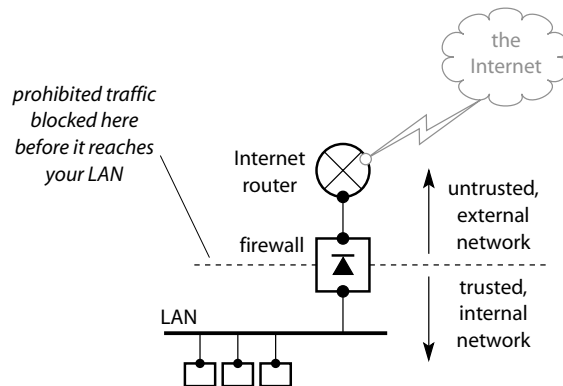 the
Internet
prohibited traffic
blocked here
before it reaches
your LAN
Internet
router
untrusted,
external
network
firewall
trusted,
internal
network
LAN